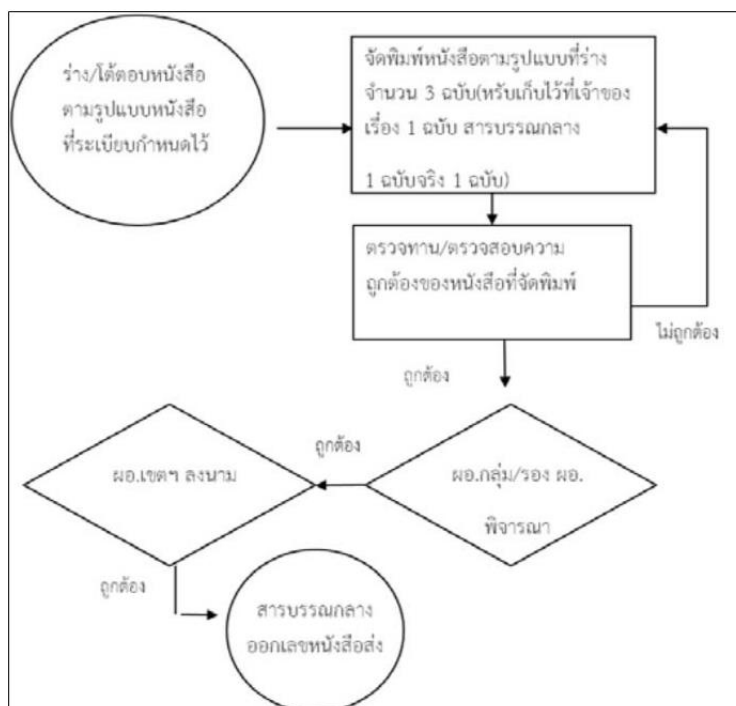 ร่าง/โต้ตอบหนังสือ
ตามรูปแบบหนังสือ
ที่ระเบียบกำหนดไว้
จัดพิมพ์หนังสือตามรูปแบบที่ร่าง
จำนวน 3 ฉบับ(หรับเก็บไว้ที่เจ้าของ
เรื่อง 1 ฉบับ สารบรรณกลาง
1 ฉบับจริง 1 ฉบับ)
ตรวจทาน/ตรวจสอบความ
ถูกต้องของหนังสือที่จัดพิมพ์
ไม่ถูกต้อง
ถูกต้อง
ผอ.กลุ่ม/รอง ผอ.
พิจารณา
ถูกต้อง
ผอ.เขตฯ ลงนาม
ถูกต้อง
สารบรรณกลาง
ออกเลขหนังสือส่ง